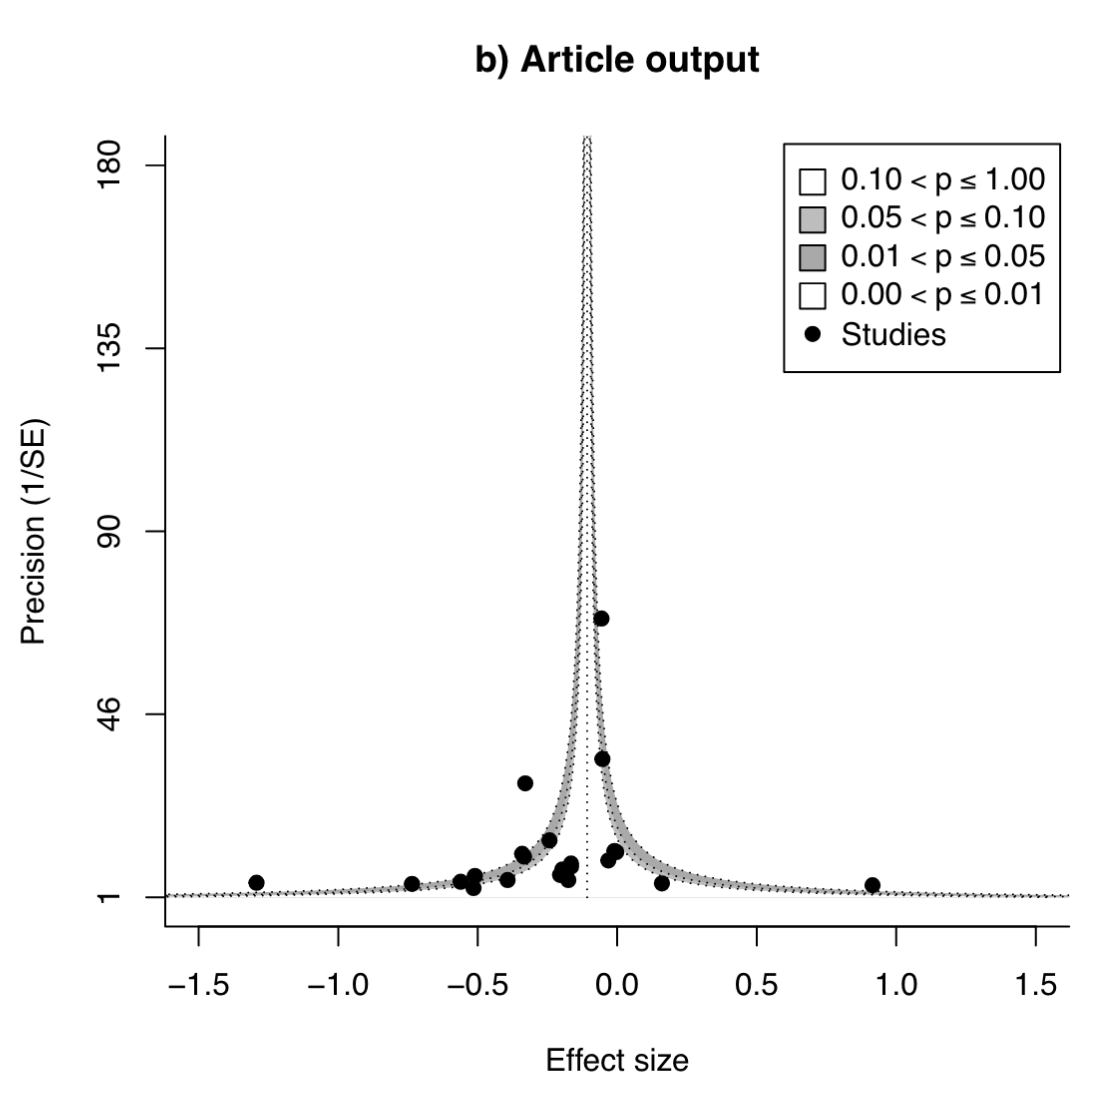 b) Article output
0.10 < p ≤ 1.00
0.05 < p ≤ 0.10
0.01 < p ≤ 0.05
0.00 < p ≤ 0.01
Studies
Precision (1/SE)
180
135
90
46
1
−1.5 −1.0 −0.5 0.0 0.5 1.0 1.5
Effect size